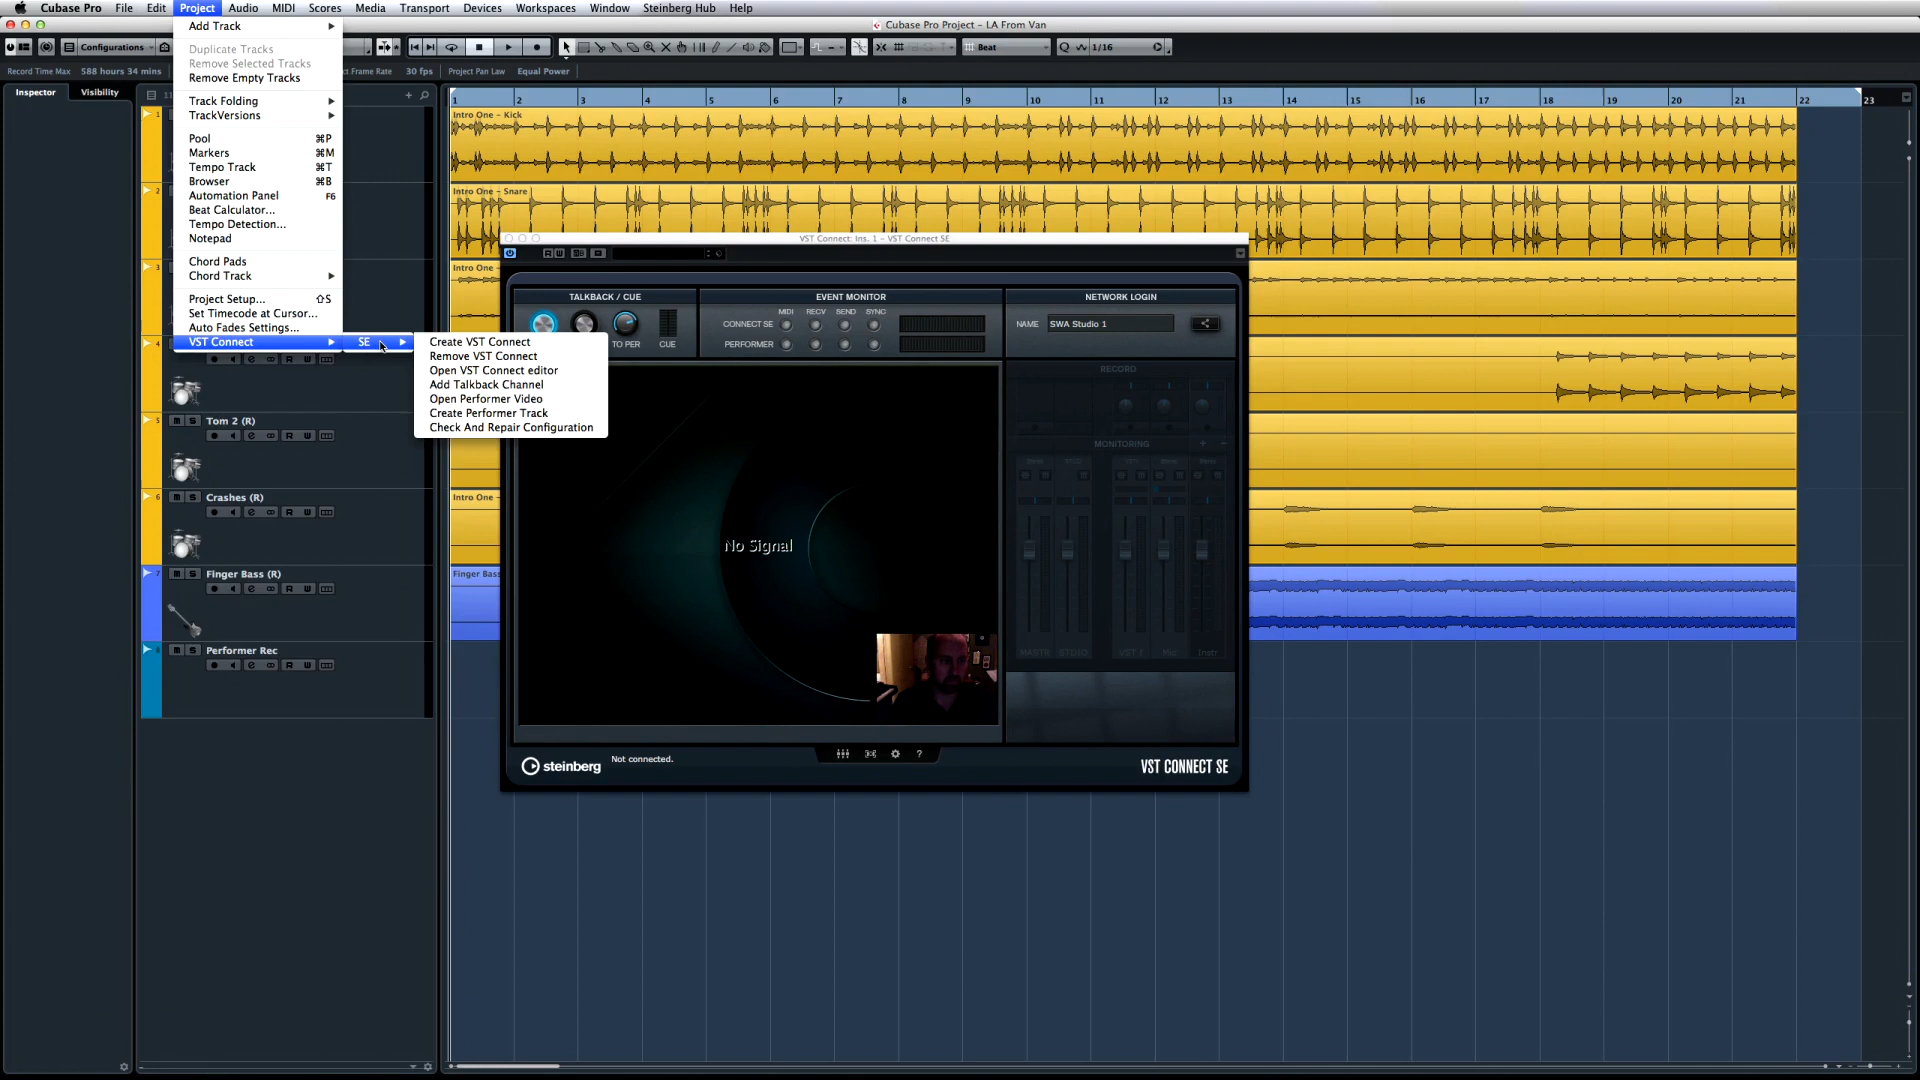 Cubase Pro File Edit Project Audio MIDI Scores Media Transport Devices Workspaces Window Steinberg Hub Help
Cubase Pro Project - LA From Van
Configurations
Beat
1/16
Record Time Max 588 hours 34 mins
ct Frame Rate 30 fps Project Pan Law Equal Power
Inspector Visibility
Add Track
Duplicate Tracks
Remove Selected Tracks
Remove Empty Tracks
Track Folding
TrackVersions
Pool ⌘P
Markers ⌘M
Tempo Track ⌘T
Browser ⌘B
Automation Panel F6
Beat Calculator...
Tempo Detection...
Notepad
Chord Pads
Chord Track
Project Setup... ⇧S
Set Timecode at Cursor...
Auto Fades Settings...
VST Connect
SE
Create VST Connect
Remove VST Connect
Open VST Connect editor
Add Talkback Channel
Open Performer Video
Create Performer Track
Check And Repair Configuration
1 2 3 4 5 6 7 8 9 10 11 12 13 14 15 16 17 18 19 20 21 22 23
1
Intro One - Kick
2
Intro One - Snare
3
Intro One -
4
5
Tom 2 (R)
6
Crashes (R)
Intro One -
7
Finger Bass (R)
Finger Bass
8
Performer Rec
VST Connect: Ins. 1 - VST Connect SE
TALKBACK / CUE
EVENT MONITOR
NETWORK LOGIN
MIDI RECV SEND SYNC
CONNECT SE
PERFORMER
NAME SWA Studio 1
TO PER CUE
RECORD
MONITORING
MASTR STDIO VST Mic Instr
No Signal
steinberg
Not connected.
?
VST CONNECT SE